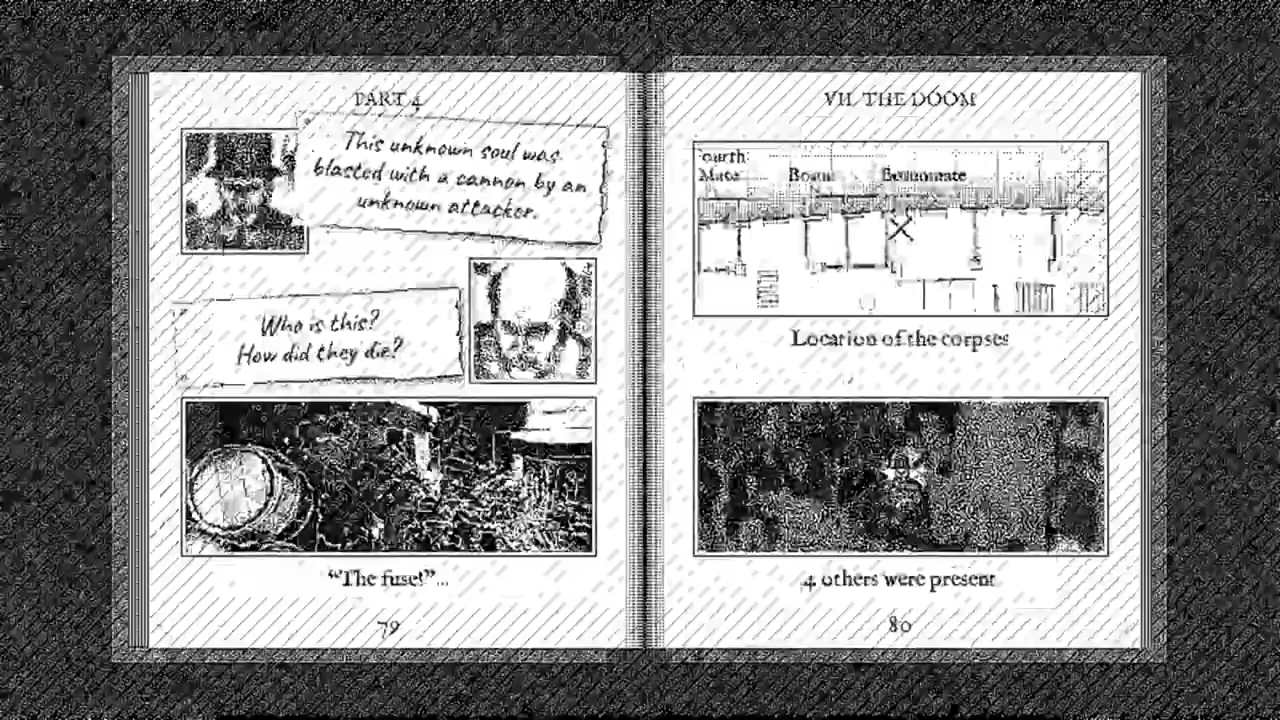 PART 4
This unknown soul was
blasted with a cannon by an
unknown attacker.
Who is this?
How did they die?
“The fuse!”...
79
VII. THE DOOM
ourth
Mate
Bosun
Location of the corpses
4 others were present
80